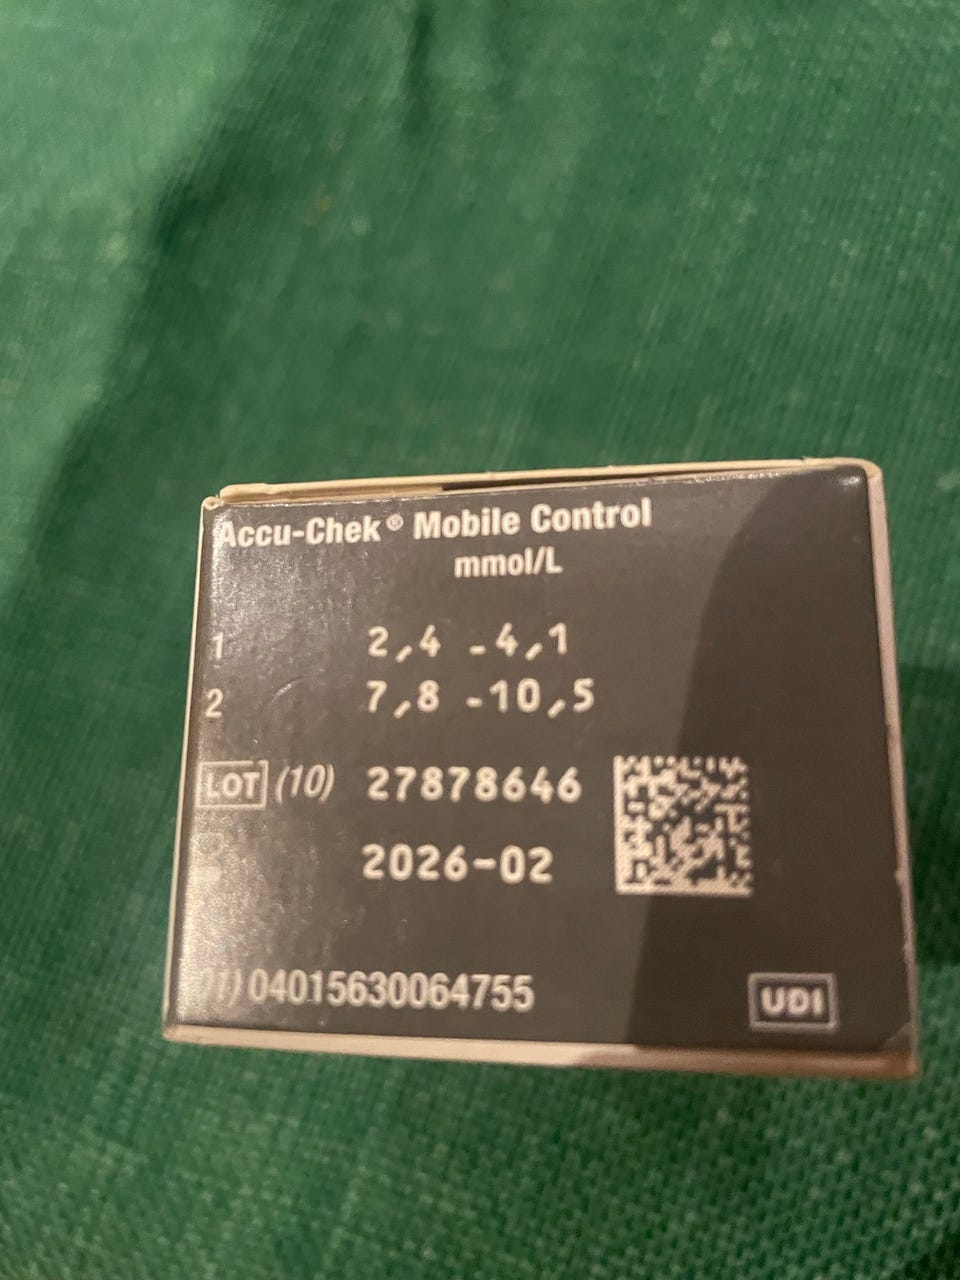 Accu-Chek® Mobile Control
mmol/L
1 2,4 -4,1
2 7,8 -10,5
LOT (10) 27878646
2026-02
04015630064755
UDI